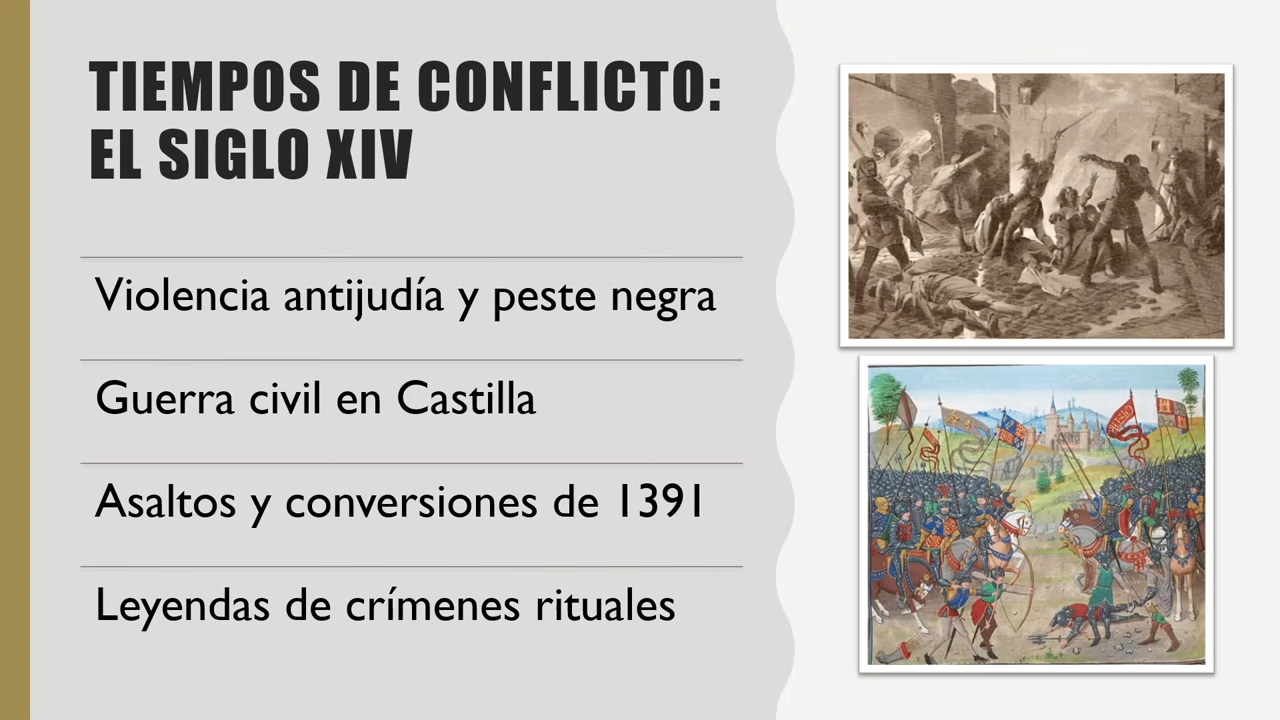 TIEMPOS DE CONFLICTO:
EL SIGLO XIV
Violencia antijudía y peste negra
Guerra civil en Castilla
Asaltos y conversiones de 1391
Leyendas de crímenes rituales